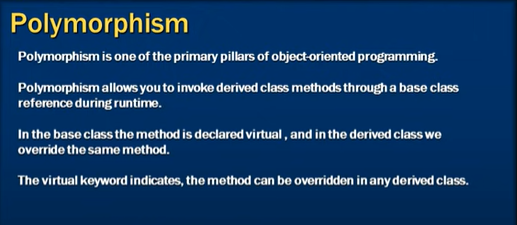 Polymorphism
Polymorphism is one of the primary pillars of object-oriented programming.
Polymorphism allows you to invoke derived class methods through a base class
reference during runtime.
In the base class the method is declared virtual , and in the derived class we
override the same method.
The virtual keyword indicates, the method can be overridden in any derived class.